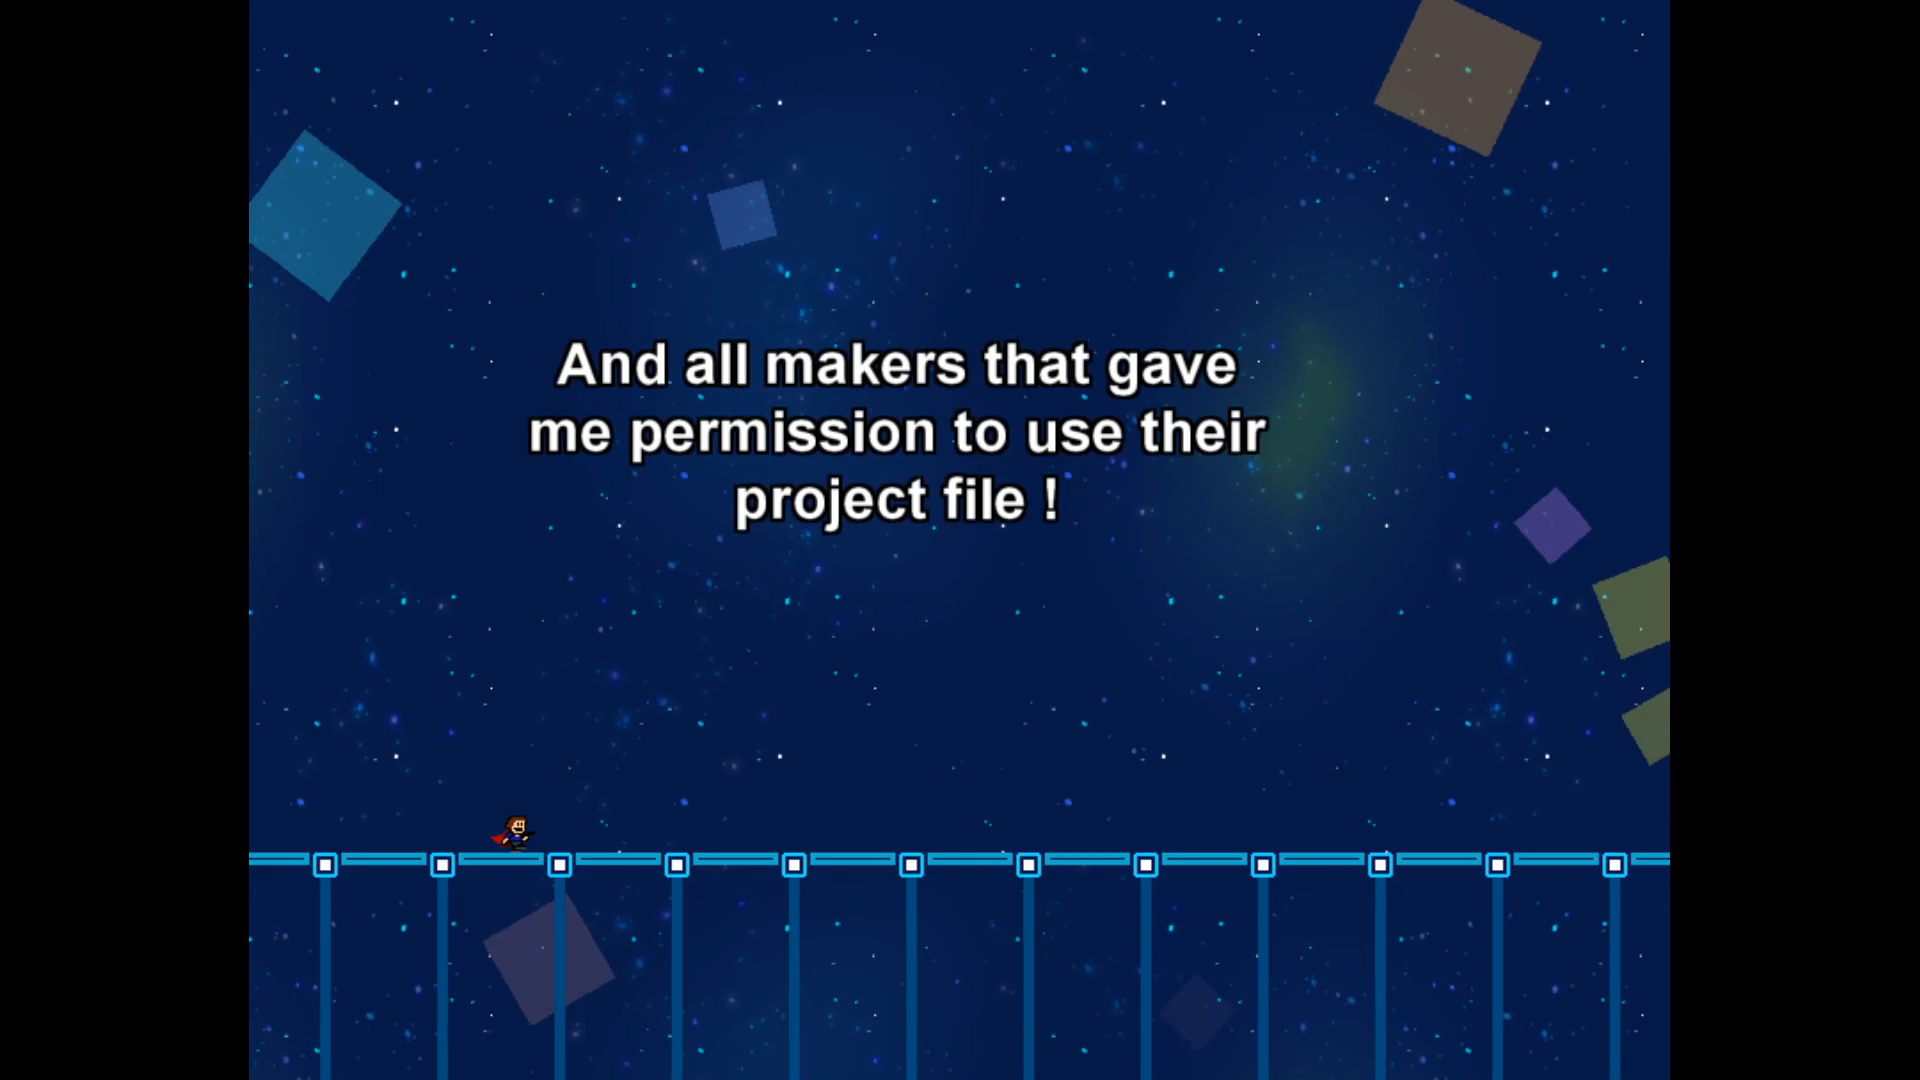 And all makers that gave
me permission to use their
project file !